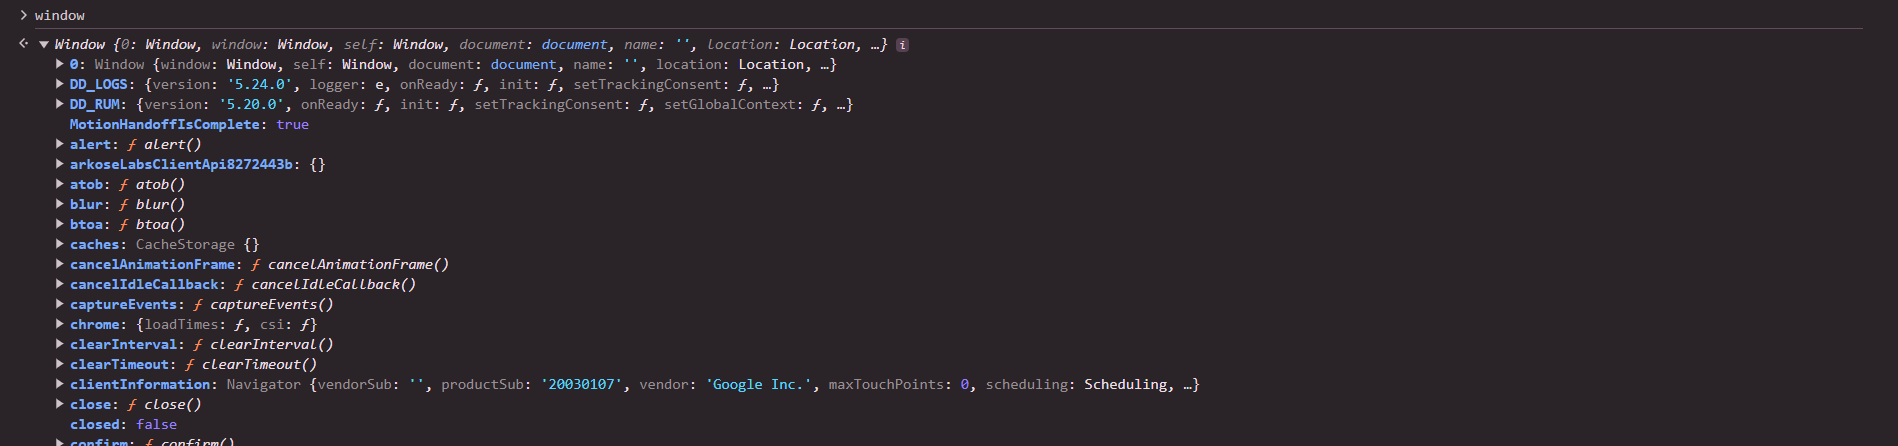 > window
Window {0: Window, window: Window, self: Window, document: document, name: '', location: Location, …} i
0: Window {window: Window, self: Window, document: document, name: '', location: Location, …}
DD_LOGS: {version: '5.24.0', logger: e, onReady: ƒ, init: ƒ, setTrackingConsent: ƒ, …}
DD_RUM: {version: '5.20.0', onReady: ƒ, init: ƒ, setTrackingConsent: ƒ, setGlobalContext: ƒ, …}
MotionHandoffIsComplete: true
alert: ƒ alert()
arkoseLabsClientApi8272443b: {}
atob: ƒ atob()
blur: ƒ blur()
btoa: ƒ btoa()
caches: CacheStorage {}
cancelAnimationFrame: ƒ cancelAnimationFrame()
cancelIdleCallback: ƒ cancelIdleCallback()
captureEvents: ƒ captureEvents()
chrome: {loadTimes: ƒ, csi: ƒ}
clearInterval: ƒ clearInterval()
clearTimeout: ƒ clearTimeout()
clientInformation: Navigator {vendorSub: '', productSub: '20030107', vendor: 'Google Inc.', maxTouchPoints: 0, scheduling: Scheduling, …}
close: ƒ close()
closed: false
confirm: ƒ confirm()